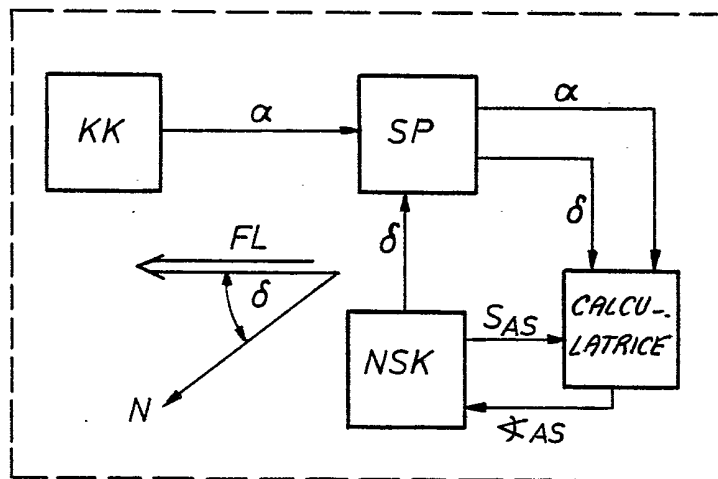 KK
α
SP
α
δ
δ
FL
δ
N
NSK
S_AS
CALCU-
LATRICE
∢AS